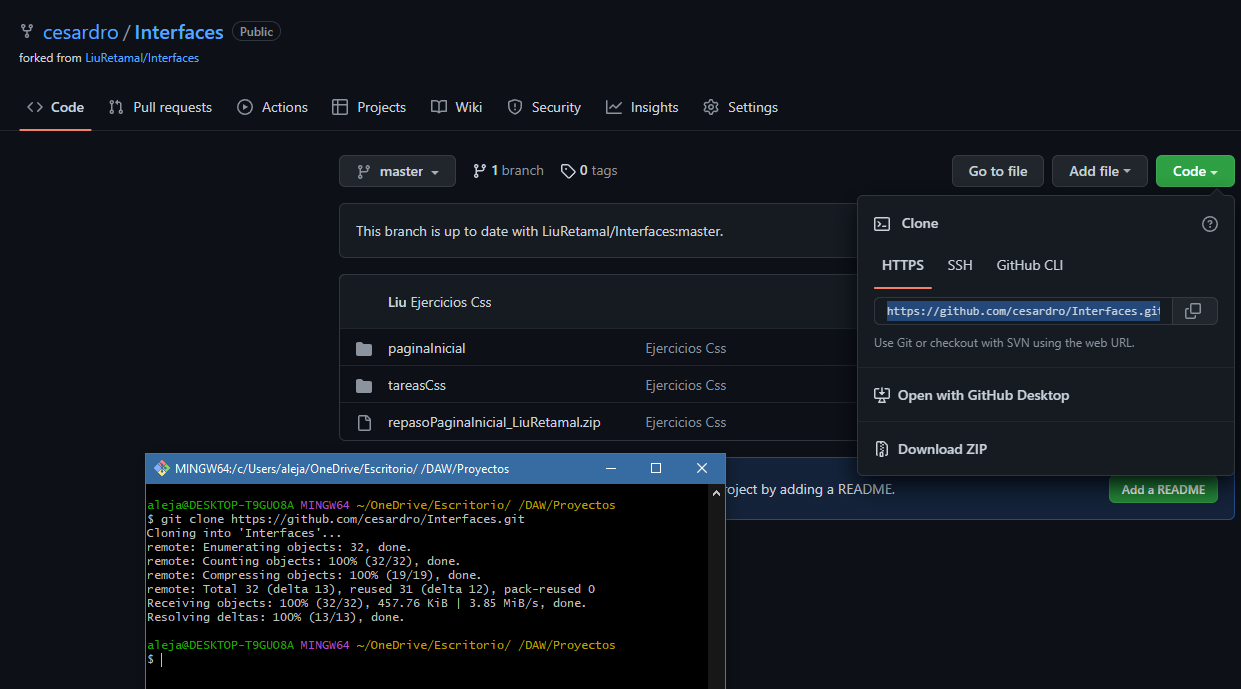 cesardro / Interfaces Public
forked from LiuRetamal/Interfaces
Code Pull requests Actions Projects Wiki Security Insights Settings
master 1 branch 0 tags Go to file Add file Code
This branch is up to date with LiuRetamal/Interfaces:master.
Clone
HTTPS SSH GitHub CLI
https://github.com/cesardro/Interfaces.git
Use Git or checkout with SVN using the web URL.
Open with GitHub Desktop
Download ZIP
Liu Ejercicios Css
paginaInicial Ejercicios Css
tareasCss Ejercicios Css
repasoPaginaInicial_LiuRetamal.zip Ejercicios Css
roject by adding a README. Add a README
MINGW64:/c/Users/aleja/OneDrive/Escritorio/ /DAW/Proyectos
aleja@DESKTOP-T9GUO8A MINGW64 ~/OneDrive/Escritorio/ /DAW/Proyectos
$ git clone https://github.com/cesardro/Interfaces.git
Cloning into 'Interfaces'...
remote: Enumerating objects: 32, done.
remote: Counting objects: 100% (32/32), done.
remote: Compressing objects: 100% (19/19), done.
remote: Total 32 (delta 13), reused 31 (delta 12), pack-reused 0
Receiving objects: 100% (32/32), 457.76 KiB | 3.85 MiB/s, done.
Resolving deltas: 100% (13/13), done.
aleja@DESKTOP-T9GUO8A MINGW64 ~/OneDrive/Escritorio/ /DAW/Proyectos
$